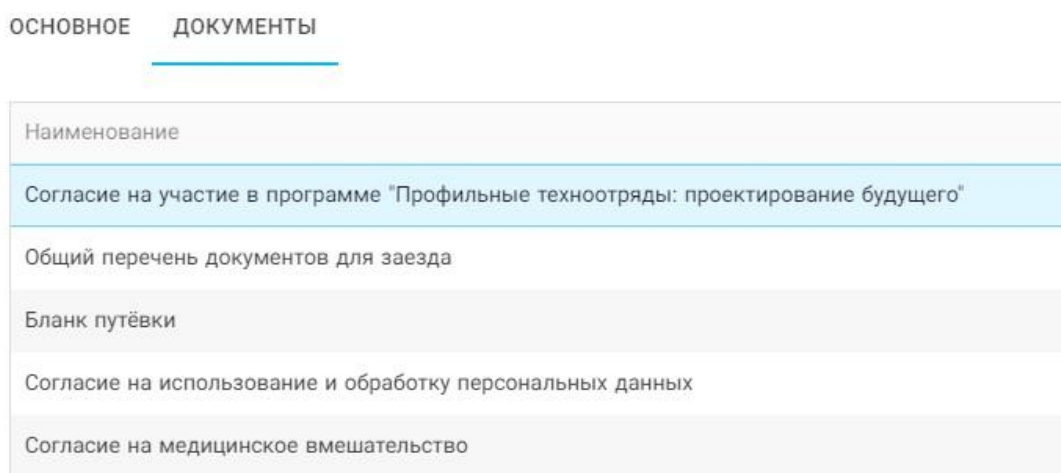 ОСНОВНОЕ ДОКУМЕНТЫ
Наименование
Согласие на участие в программе "Профильные техноотряды: проектирование будущего"
Общий перечень документов для заезда
Бланк путёвки
Согласие на использование и обработку персональных данных
Согласие на медицинское вмешательство